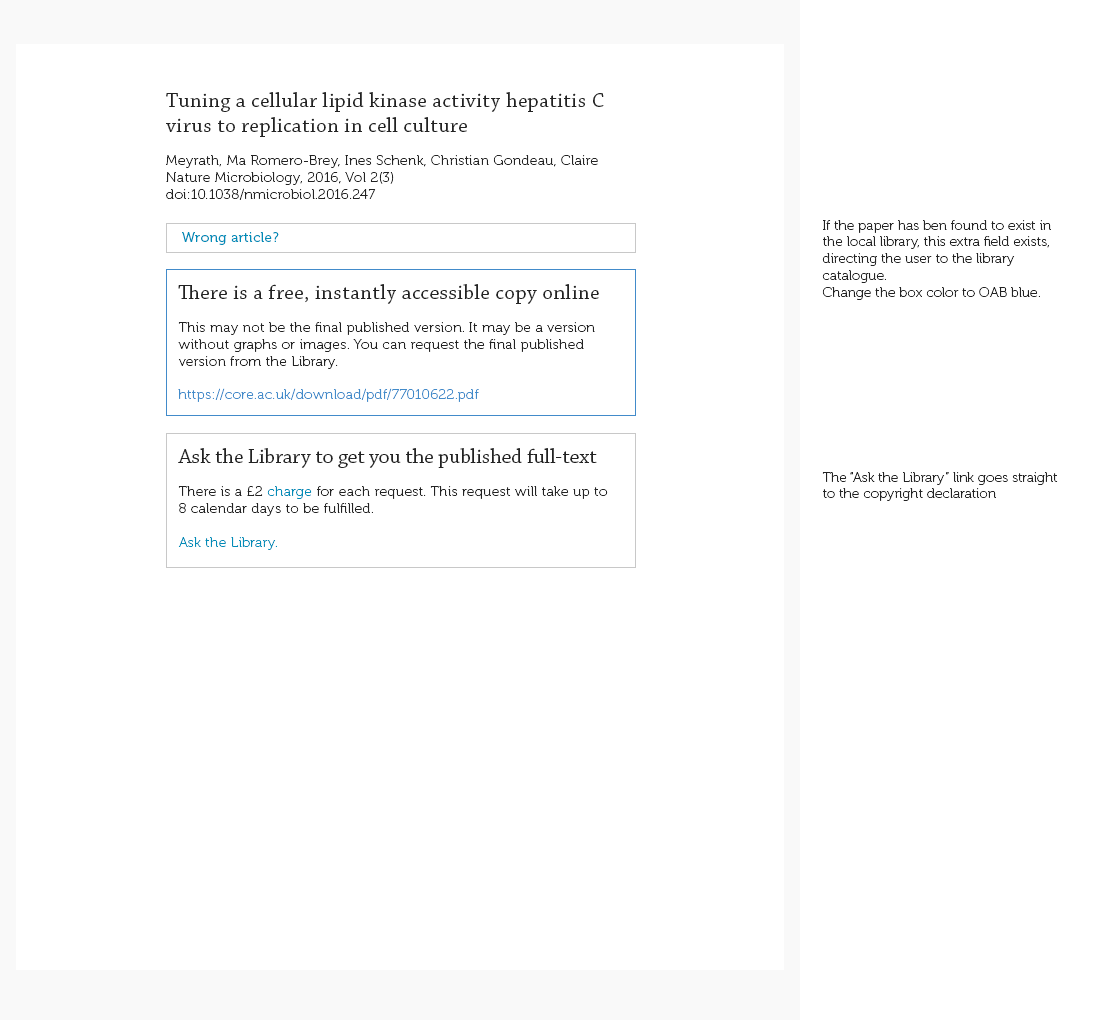 Tuning a cellular lipid kinase activity hepatitis C
virus to replication in cell culture
Meyrath, Ma Romero-Brey, Ines Schenk, Christian Gondeau, Claire
Nature Microbiology, 2016, Vol 2(3)
doi:10.1038/nmicrobiol.2016.247
Wrong article?
There is a free, instantly accessible copy online
This may not be the final published version. It may be a version
without graphs or images. You can request the final published
version from the Library.
https://core.ac.uk/download/pdf/77010622.pdf
Ask the Library to get you the published full-text
There is a £2 charge for each request. This request will take up to
8 calendar days to be fulfilled.
Ask the Library.
If the paper has ben found to exist in
the local library, this extra field exists,
directing the user to the library
catalogue.
Change the box color to OAB blue.
The “Ask the Library” link goes straight
to the copyright declaration